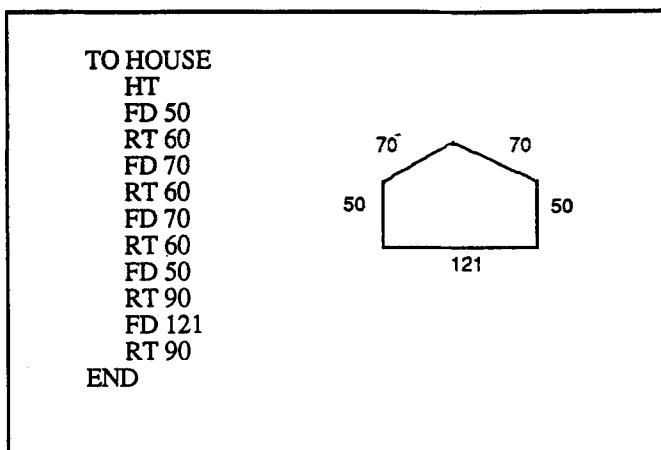 TO HOUSE
HT
FD 50
RT 60
FD 70
RT 60
FD 70
RT 60
FD 50
RT 90
FD 121
RT 90
END
70 70
50 50
121